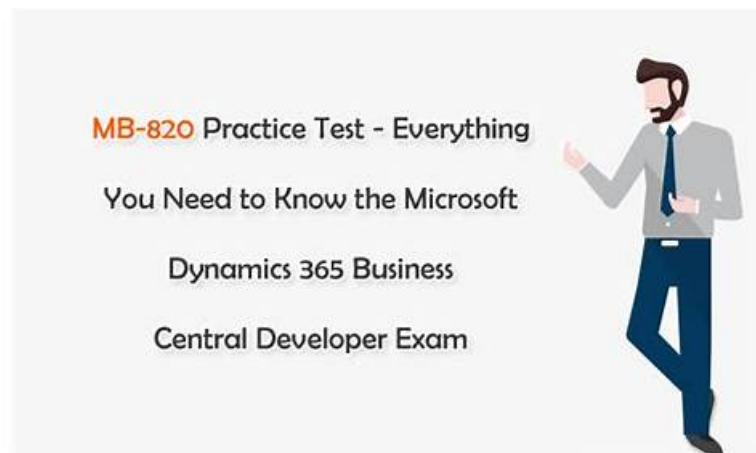 MB-820 Practice Test - Everything
You Need to Know the Microsoft
Dynamics 365 Business
Central Developer Exam